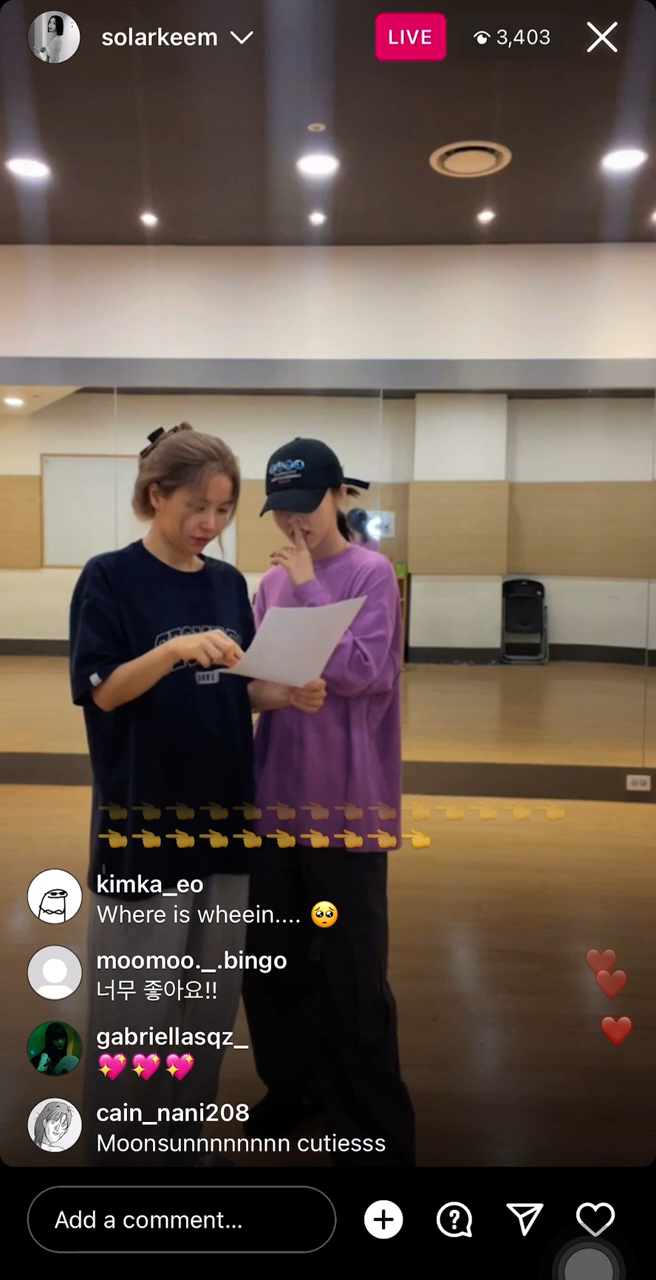 solarkeem
LIVE
3,403
kimka_eo
Where is wheein.... 🥺
moomoo._.bingo
너무 좋아요!!
gabriellasqz_
💖💖💖
cain_nani208
Moonsunnnnnnnn cutiesss
Add a comment...